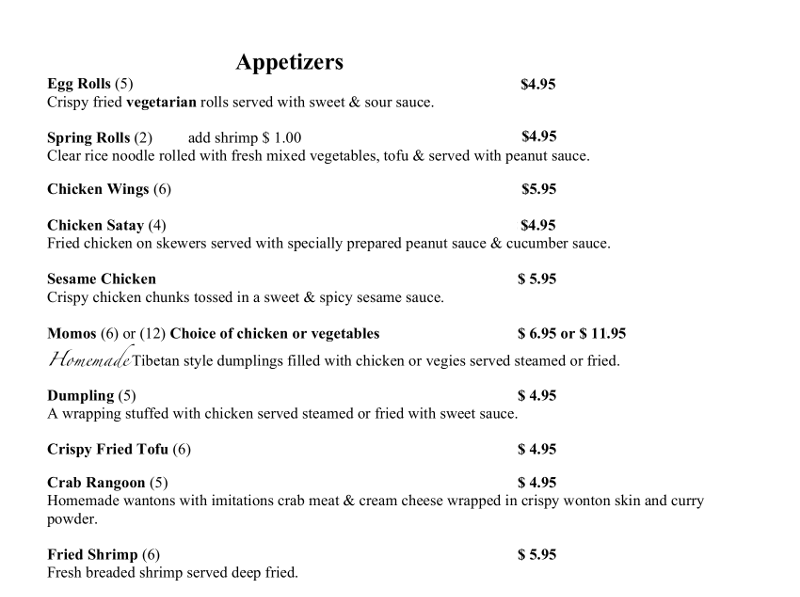 Appetizers
Egg Rolls (5) $4.95
Crispy fried vegetarian rolls served with sweet & sour sauce.
Spring Rolls (2) add shrimp $ 1.00 $4.95
Clear rice noodle rolled with fresh mixed vegetables, tofu & served with peanut sauce.
Chicken Wings (6) $5.95
Chicken Satay (4) $4.95
Fried chicken on skewers served with specially prepared peanut sauce & cucumber sauce.
Sesame Chicken $ 5.95
Crispy chicken chunks tossed in a sweet & spicy sesame sauce.
Momos (6) or (12) Choice of chicken or vegetables $ 6.95 or $ 11.95
Homemade Tibetan style dumplings filled with chicken or vegies served steamed or fried.
Dumpling (5) $ 4.95
A wrapping stuffed with chicken served steamed or fried with sweet sauce.
Crispy Fried Tofu (6) $ 4.95
Crab Rangoon (5) $ 4.95
Homemade wantons with imitations crab meat & cream cheese wrapped in crispy wonton skin and curry
powder.
Fried Shrimp (6) $ 5.95
Fresh breaded shrimp served deep fried.